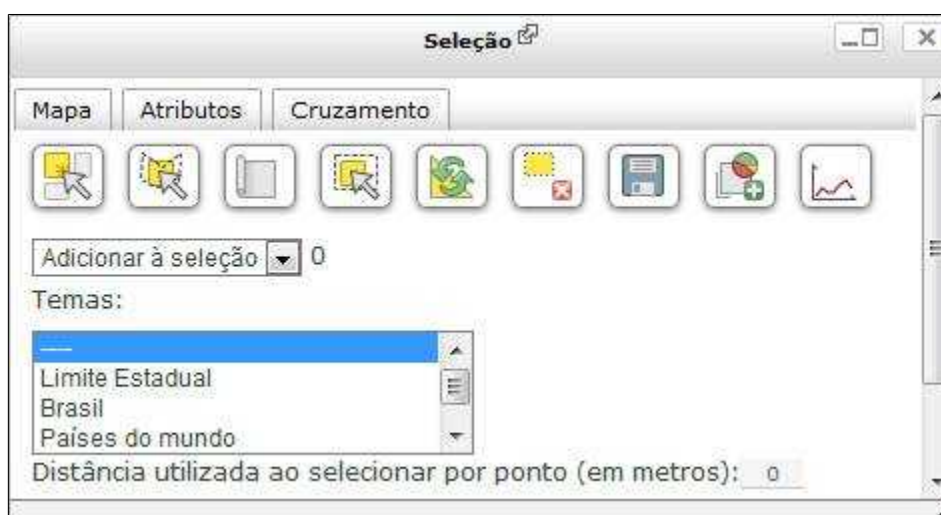 Seleção
Mapa Atributos Cruzamento
Adicionar à seleção 0
Temas:
----
Limite Estadual
Brasil
Países do mundo
Distância utilizada ao selecionar por ponto (em metros): 0